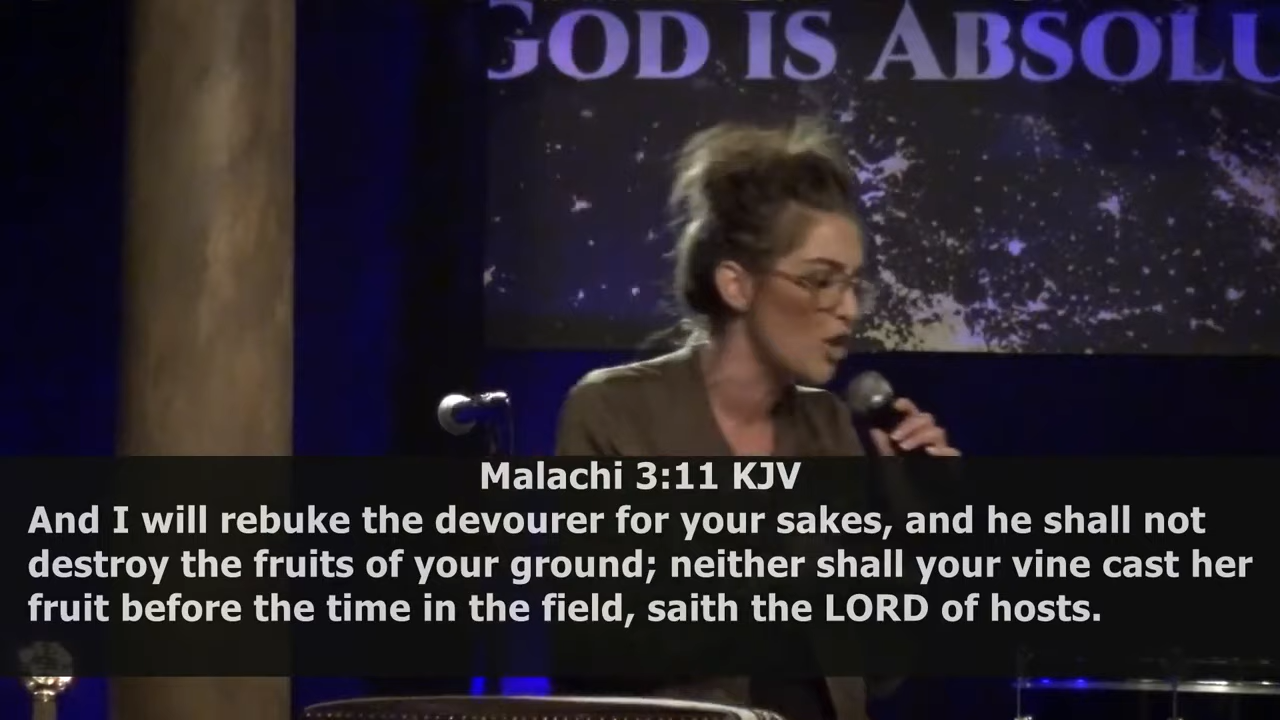 GOD IS ABSOLU
Malachi 3:11 KJV
And I will rebuke the devourer for your sakes, and he shall not
destroy the fruits of your ground; neither shall your vine cast her
fruit before the time in the field, saith the LORD of hosts.